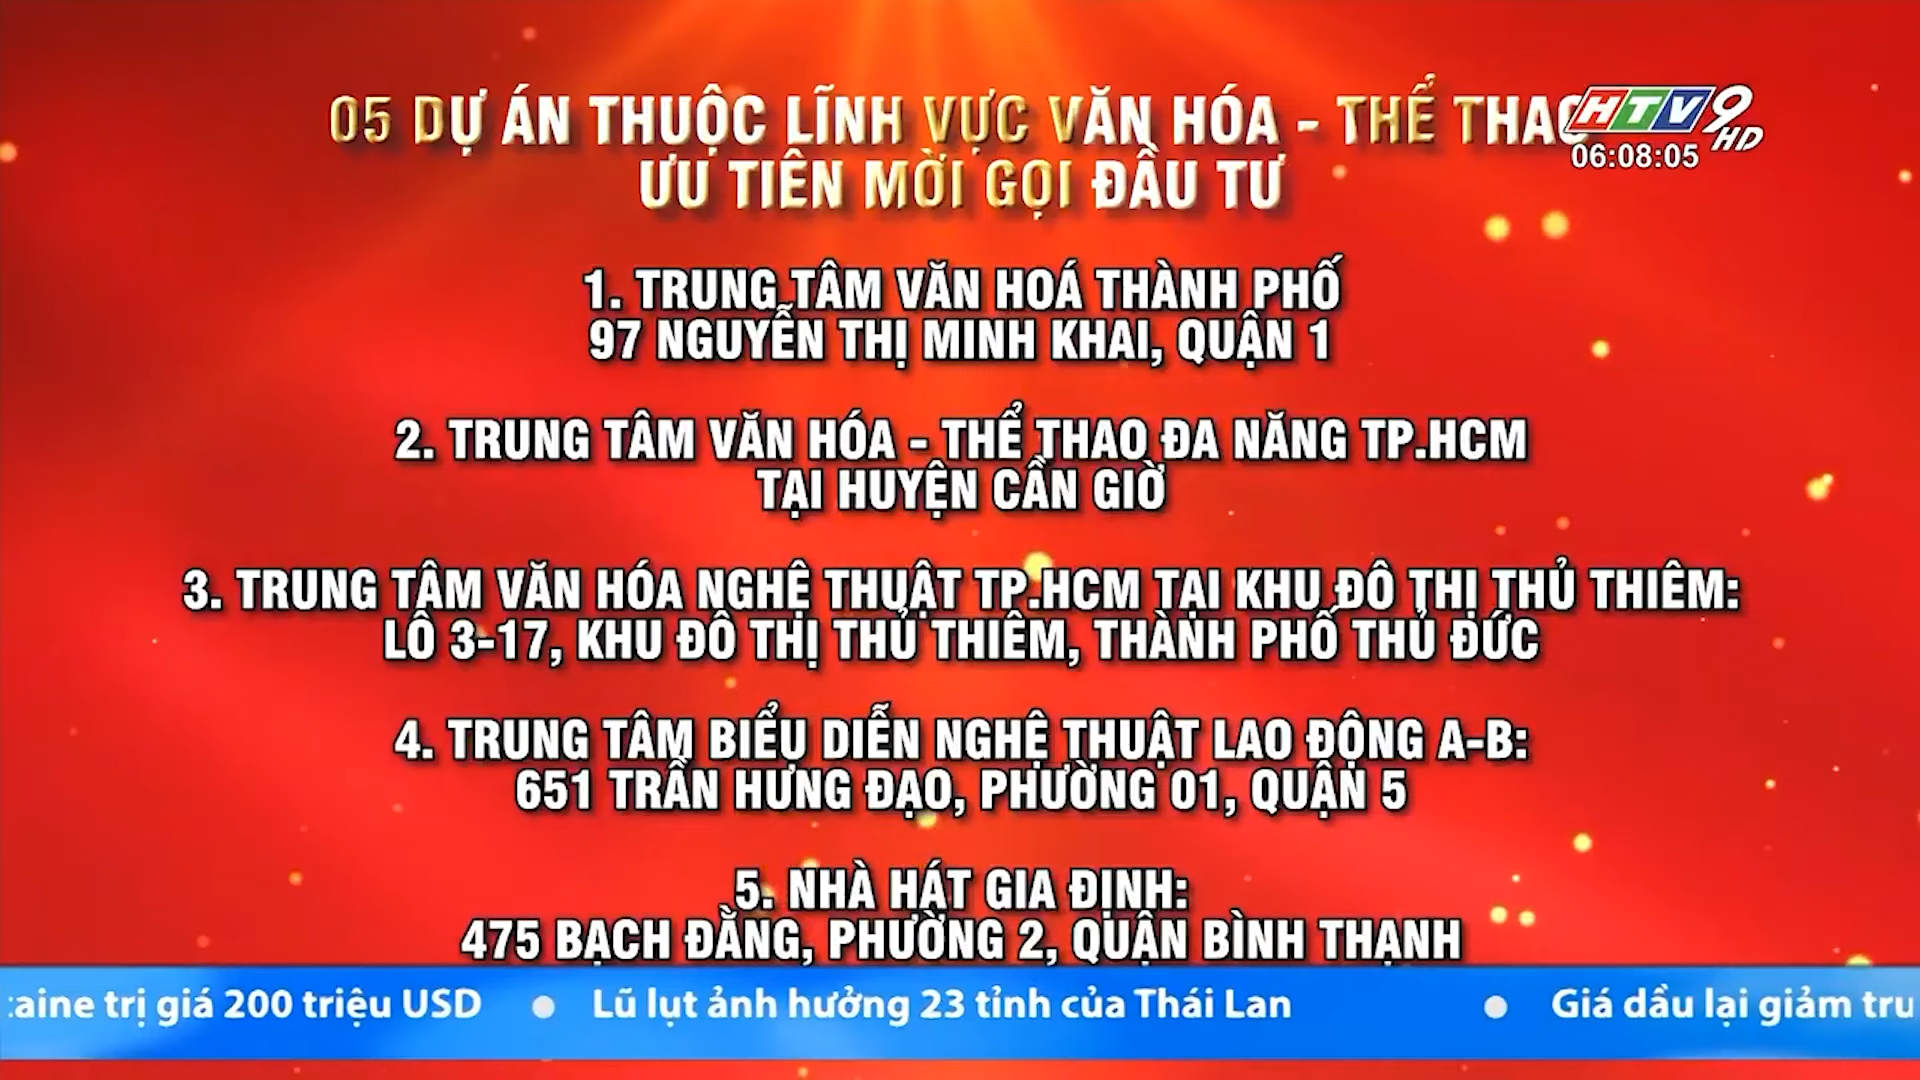 05 DỰ ÁN THUỘC LĨNH VỰC VĂN HÓA - THỂ THAO
HTV9 HD
06:08:05
ƯU TIÊN MỜI GỌI ĐẦU TƯ
1. TRUNG TÂM VĂN HOÁ THÀNH PHỐ
97 NGUYỄN THỊ MINH KHAI, QUẬN 1
2. TRUNG TÂM VĂN HÓA - THỂ THAO ĐA NĂNG TP.HCM
TẠI HUYỆN CẦN GIỜ
3. TRUNG TÂM VĂN HÓA NGHỆ THUẬT TP.HCM TẠI KHU ĐÔ THỊ THỦ THIÊM:
LÔ 3-17, KHU ĐÔ THỊ THỦ THIÊM, THÀNH PHỐ THỦ ĐỨC
4. TRUNG TÂM BIỂU DIỄN NGHỆ THUẬT LAO ĐỘNG A-B:
651 TRẦN HƯNG ĐẠO, PHƯỜNG 01, QUẬN 5
5. NHÀ HÁT GIA ĐỊNH:
475 BẠCH ĐẰNG, PHƯỜNG 2, QUẬN BÌNH THẠNH
aine trị giá 200 triệu USD • Lũ lụt ảnh hưởng 23 tỉnh của Thái Lan • Giá dầu lại giảm tru